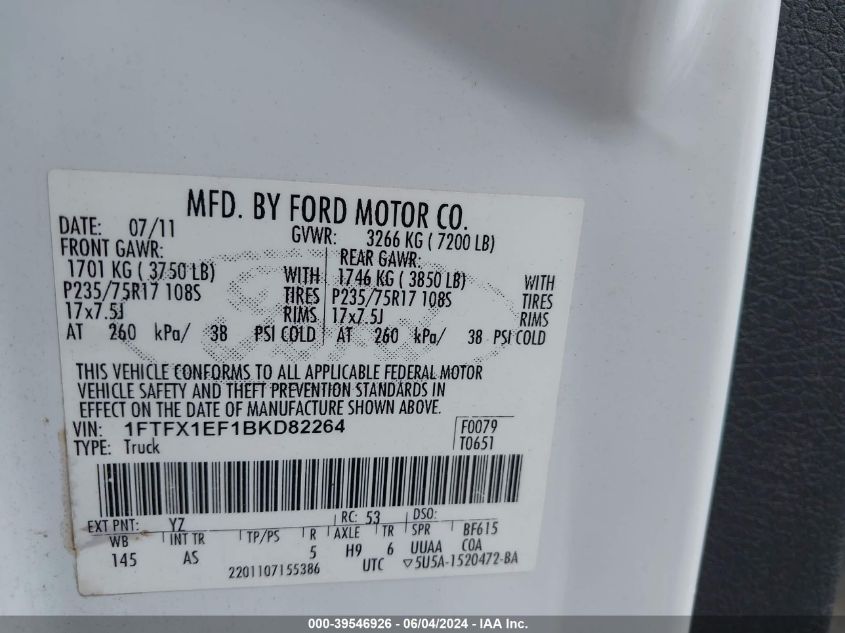 MFD. BY FORD MOTOR CO.
DATE: 07/11 GVWR: 3266 KG ( 7200 LB)
FRONT GAWR: REAR GAWR:
1701 KG ( 3750 LB) WITH 1746 KG ( 3850 LB) WITH
P235/75R17 108S TIRES P235/75R17 108S TIRES
17x7.5J RIMS 17x7.5J RIMS
AT 260 kPa/ 38 PSI COLD AT 260 kPa/ 38 PSI COLD
THIS VEHICLE CONFORMS TO ALL APPLICABLE FEDERAL MOTOR
VEHICLE SAFETY AND THEFT PREVENTION STANDARDS IN
EFFECT ON THE DATE OF MANUFACTURE SHOWN ABOVE.
VIN: 1FTFX1EF1BKD82264 F0079
TYPE: Truck T0651
EXT PNT: YZ RC: 53 DSO:
WB INT TR TP/PS R AXLE TR SPR BF615
145 AS 5 H9 6 UUAA COA
2201107155386 UTC ▽5U5A-1520472-BA
000-39546926 - 06/04/2024 - IAA Inc.